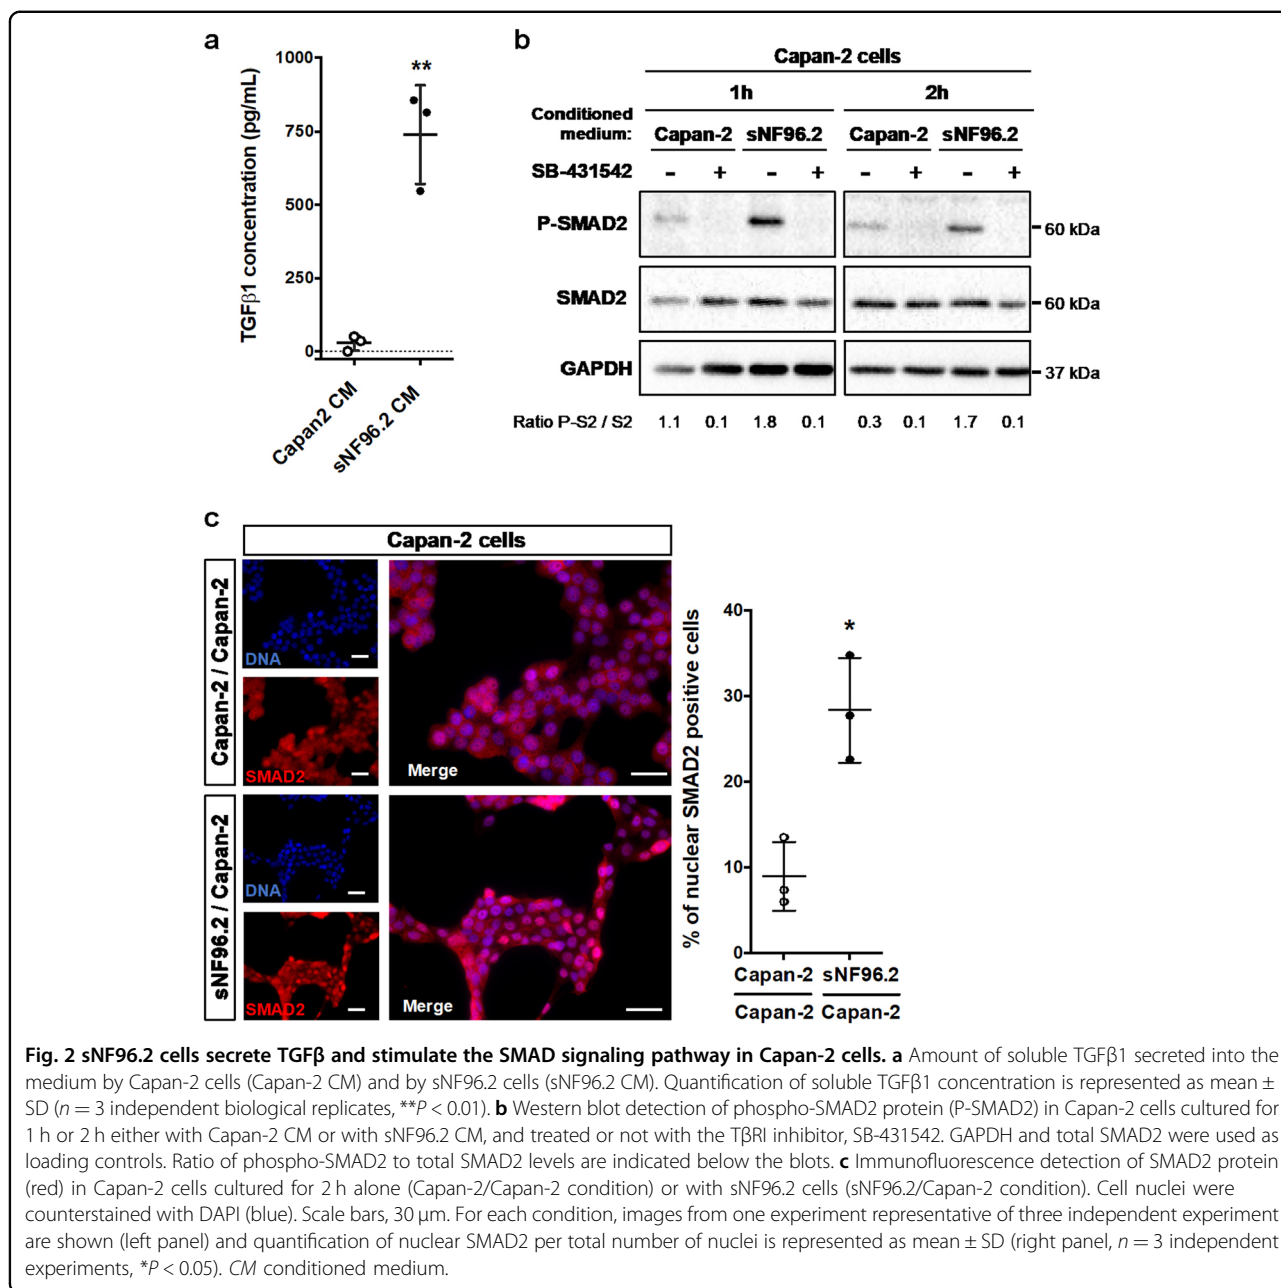 a
TGFβ1 concentration (pg/mL)
1000
750
500
250
0
**
Capan2 CM
sNF96.2 CM
b
Capan-2 cells
1h
2h
Conditioned
medium:
Capan-2
sNF96.2
Capan-2
sNF96.2
SB-431542
- + - + - + - +
P-SMAD2
60 kDa
SMAD2
60 kDa
GAPDH
37 kDa
Ratio P-S2 / S2
1.1 0.1 1.8 0.1 0.3 0.1 1.7 0.1
c
Capan-2 cells
Capan-2 / Capan-2
DNA
SMAD2
Merge
sNF96.2 / Capan-2
DNA
SMAD2
Merge
% of nuclear SMAD2 positive cells
40
30
20
10
0
*
Capan-2 sNF96.2
Capan-2 Capan-2
Fig. 2 sNF96.2 cells secrete TGFβ and stimulate the SMAD signaling pathway in Capan-2 cells. a Amount of soluble TGFβ1 secreted into the
medium by Capan-2 cells (Capan-2 CM) and by sNF96.2 cells (sNF96.2 CM). Quantification of soluble TGFβ1 concentration is represented as mean ±
SD (n = 3 independent biological replicates, **P < 0.01). b Western blot detection of phospho-SMAD2 protein (P-SMAD2) in Capan-2 cells cultured for
1 h or 2 h either with Capan-2 CM or with sNF96.2 CM, and treated or not with the TβRI inhibitor, SB-431542. GAPDH and total SMAD2 were used as
loading controls. Ratio of phospho-SMAD2 to total SMAD2 levels are indicated below the blots. c Immunofluorescence detection of SMAD2 protein
(red) in Capan-2 cells cultured for 2 h alone (Capan-2/Capan-2 condition) or with sNF96.2 cells (sNF96.2/Capan-2 condition). Cell nuclei were
counterstained with DAPI (blue). Scale bars, 30 µm. For each condition, images from one experiment representative of three independent experiment
are shown (left panel) and quantification of nuclear SMAD2 per total number of nuclei is represented as mean ± SD (right panel, n = 3 independent
experiments, *P < 0.05). CM conditioned medium.